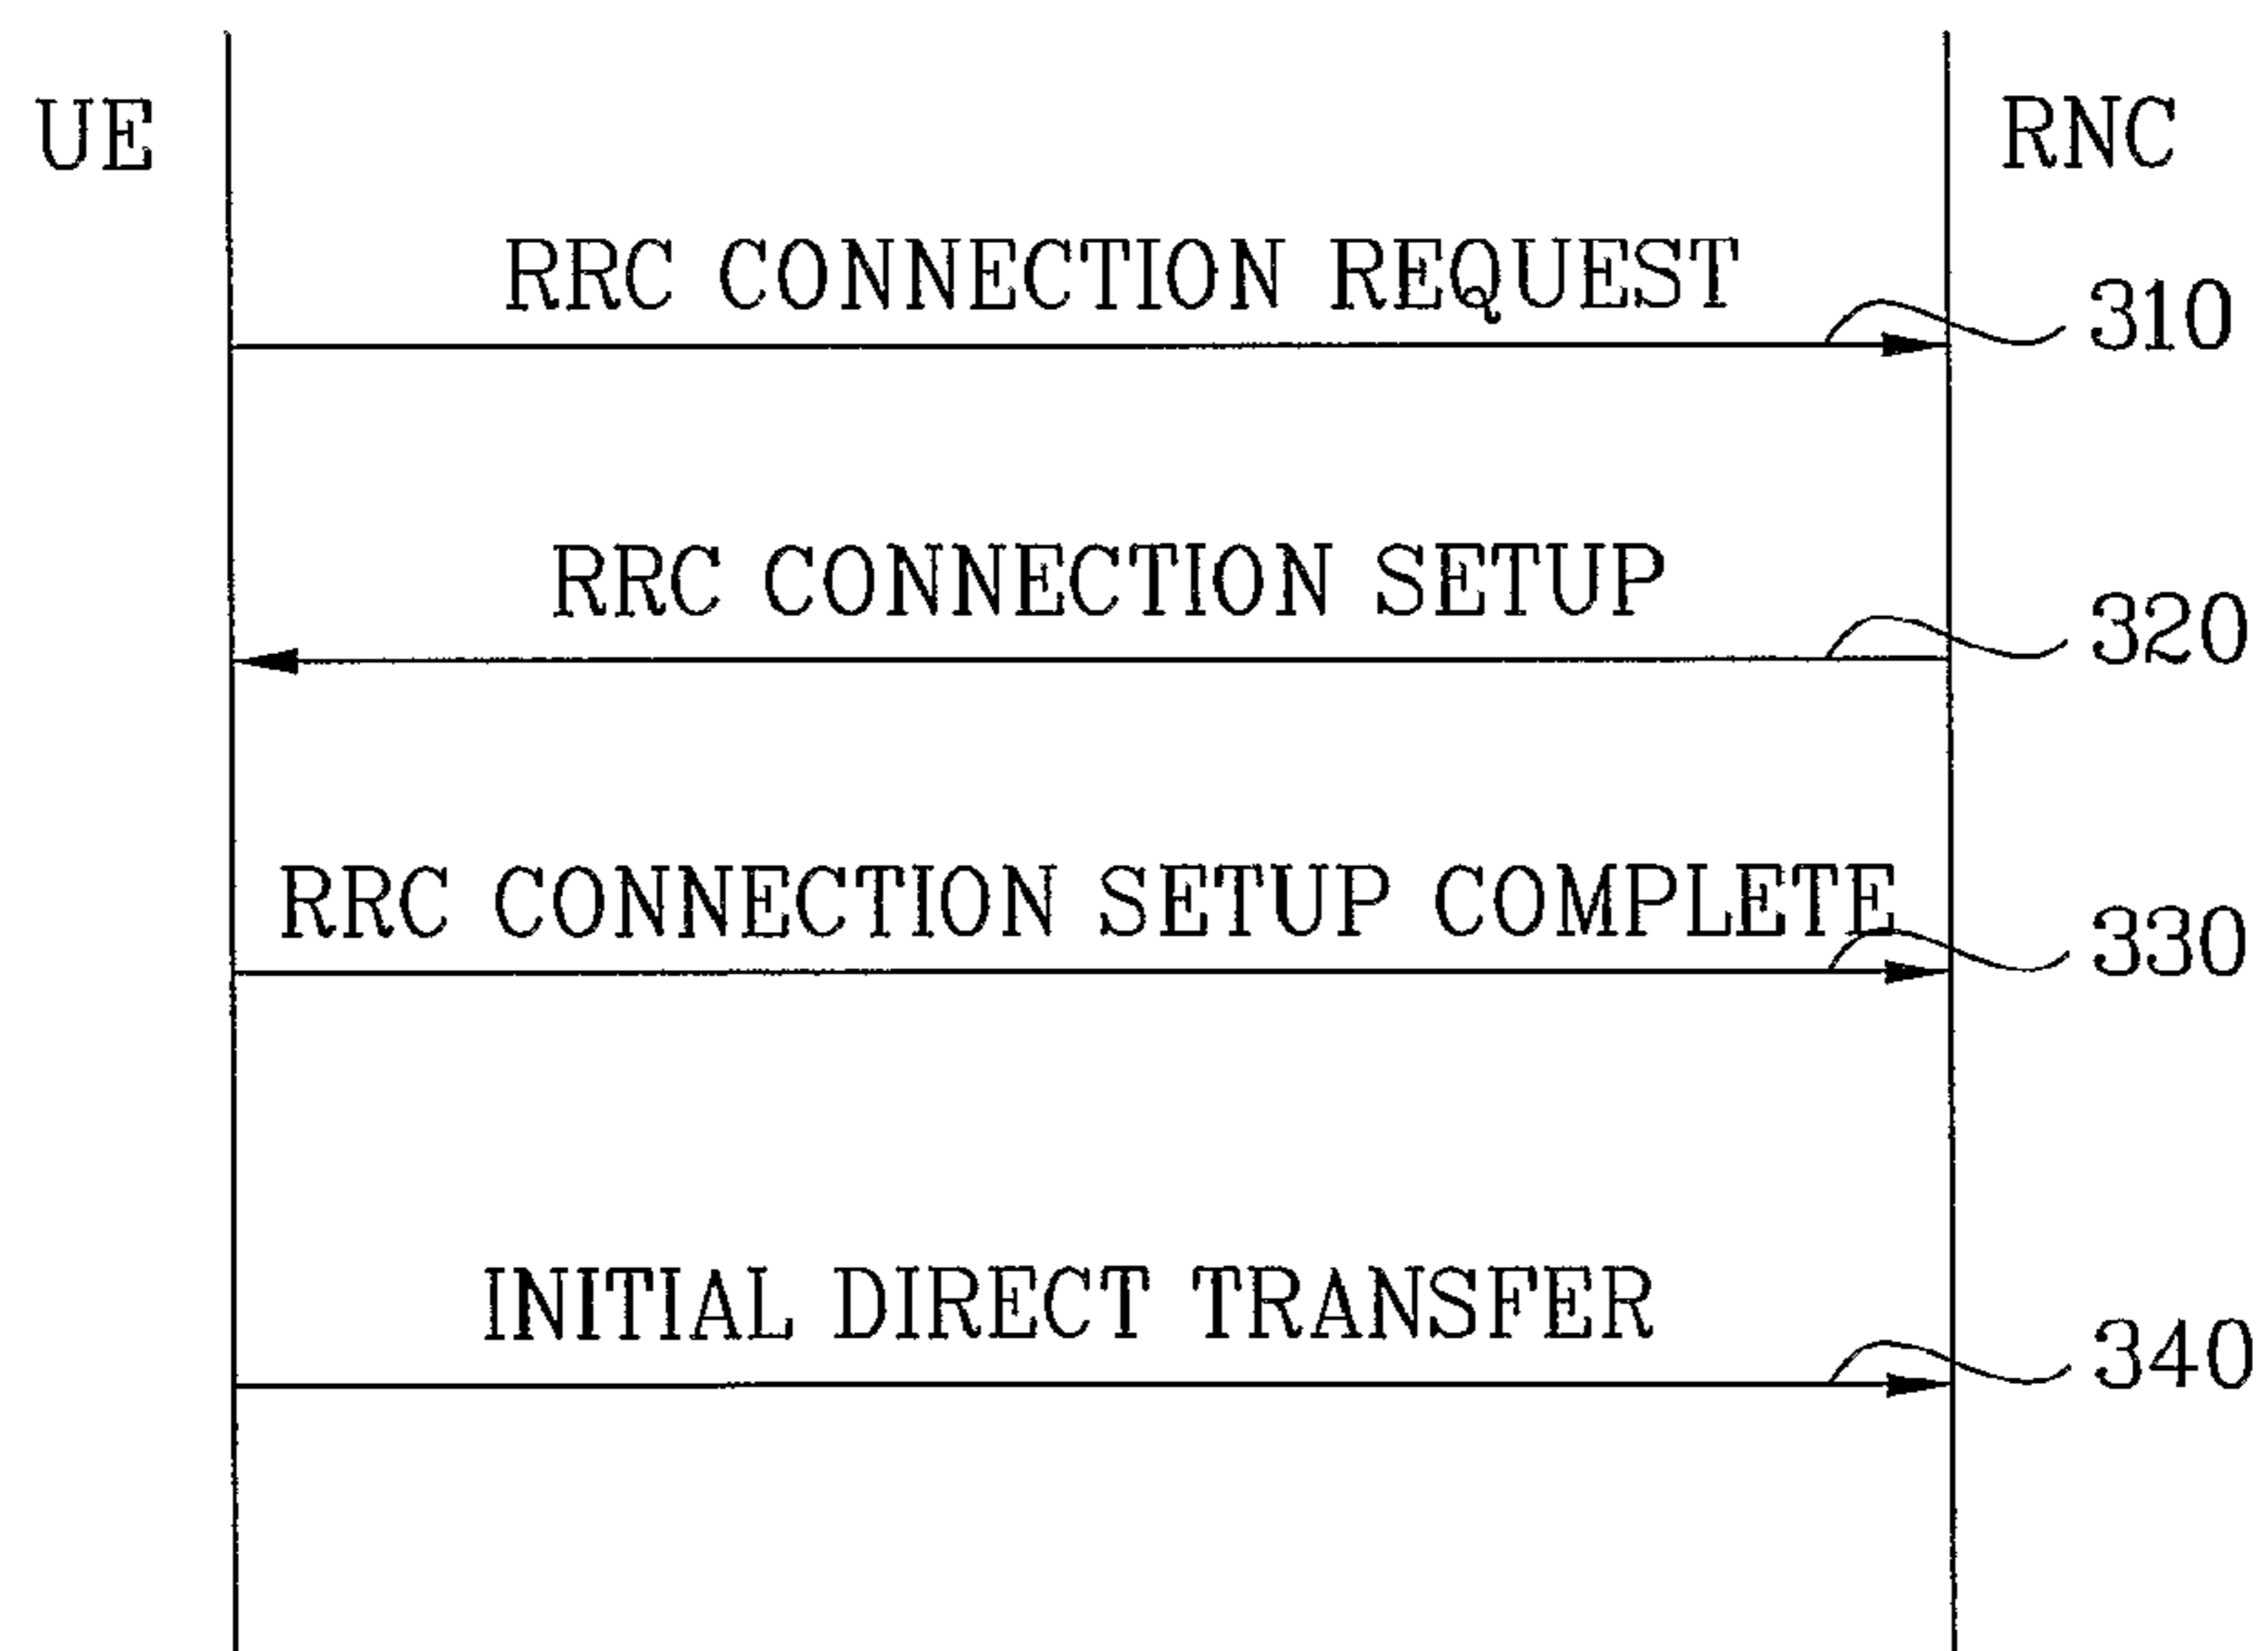 UE
RNC
RRC CONNECTION REQUEST
310
RRC CONNECTION SETUP
320
RRC CONNECTION SETUP COMPLETE
330
INITIAL DIRECT TRANSFER
340